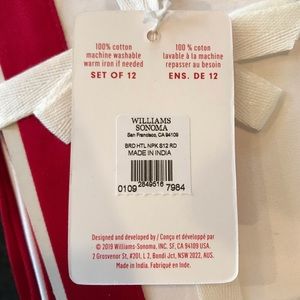 100% cotton
machine washable
warm iron if needed
SET OF 12
100 % coton
lavable à la machine
repasser au besoin
ENS. DE 12
WILLIAMS
SONOMA
San Francisco, CA 94109
BRD HTL NPK S12 RD
MADE IN INDIA
2849516
0109 7984
Designed and developed by / Conçu et développé par
© 2019 Williams-Sonoma, INC. SF, CA 94109 USA.
2 Grosvenor St, #201, L 2, Bondi Jct, NSW 2022, AUS.
Made in India. Fabriqué en Inde.